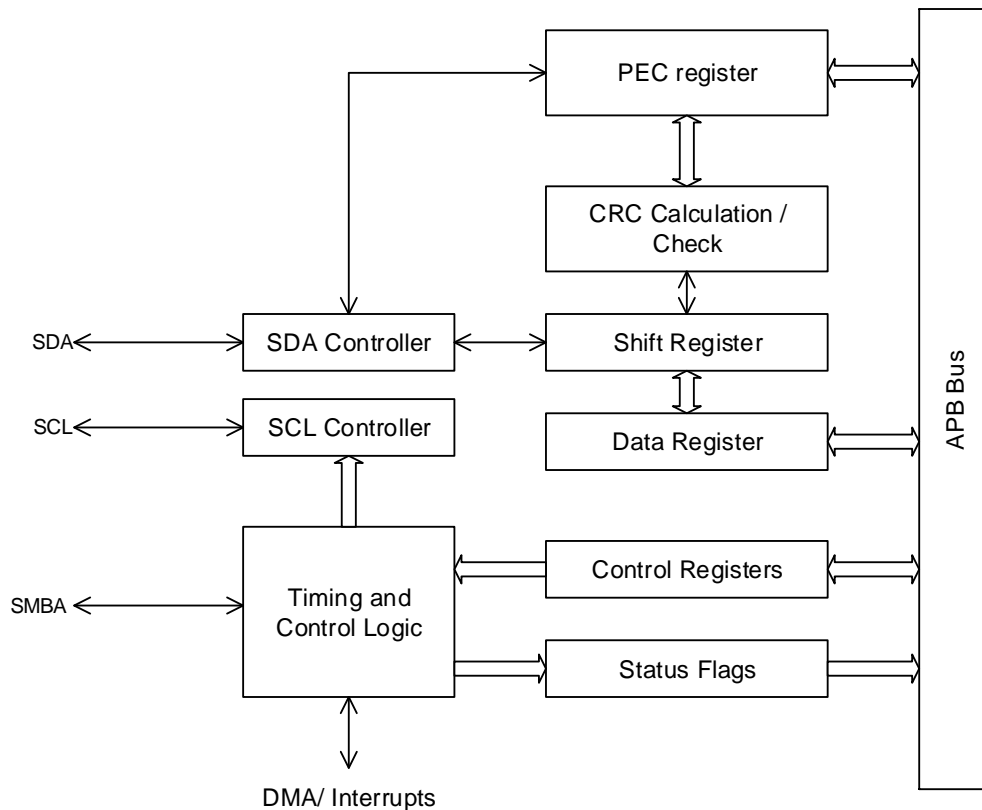 PEC register
CRC Calculation /
Check
SDA
SDA Controller
Shift Register
SCL
SCL Controller
Data Register
APB Bus
Control Registers
SMBA
Timing and
Control Logic
Status Flags
DMA/ Interrupts